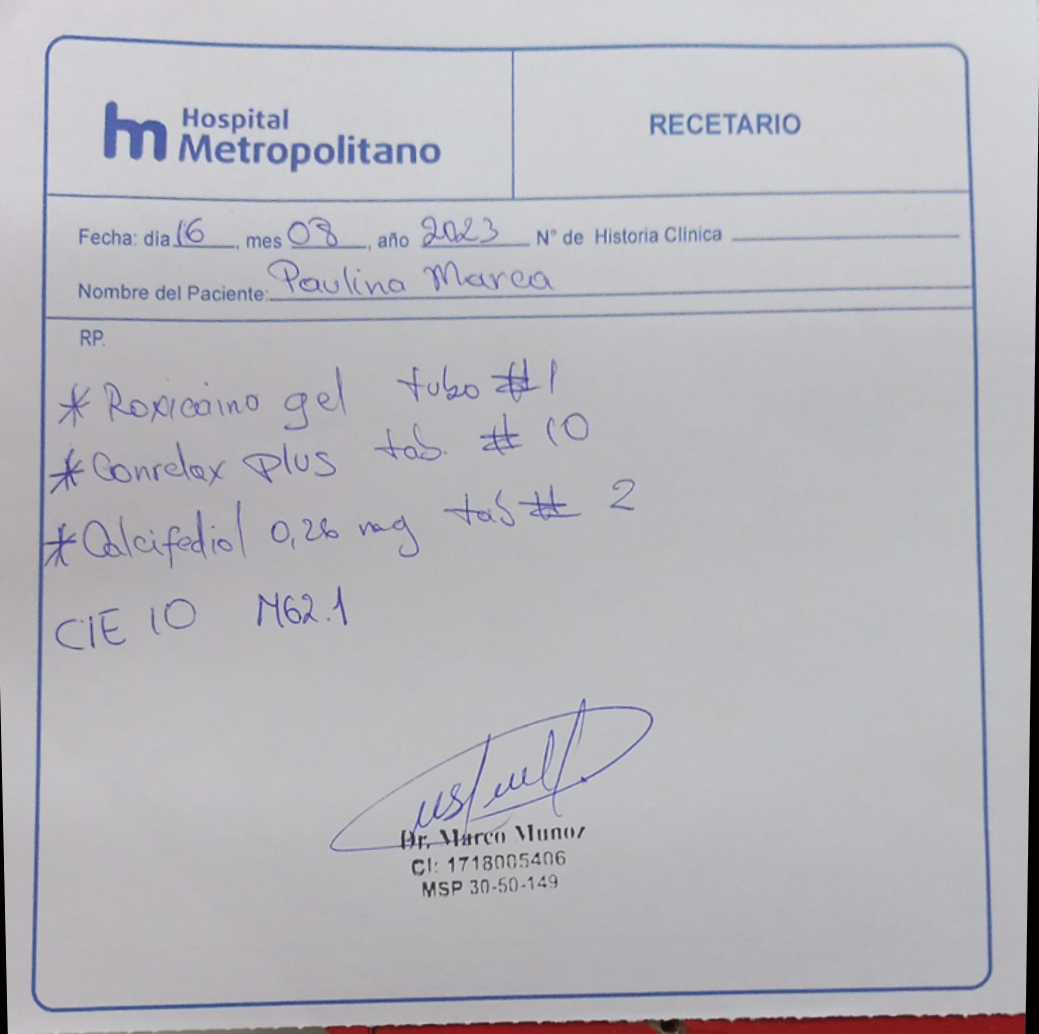 hm Hospital Metropolitano
RECETARIO
Fecha: dia 16, mes 08, año 2023 N° de Historia Clínica
Nombre del Paciente: Paulina Marca
RP.
* Roxicaino gel tubo #1
* Conrelax Plus tab. # 10
* Calcifediol 0,26 mg tab # 2
CIE 10 M62.1
Dr. Marco Munoz
CI: 1718005406
MSP 30-50-149